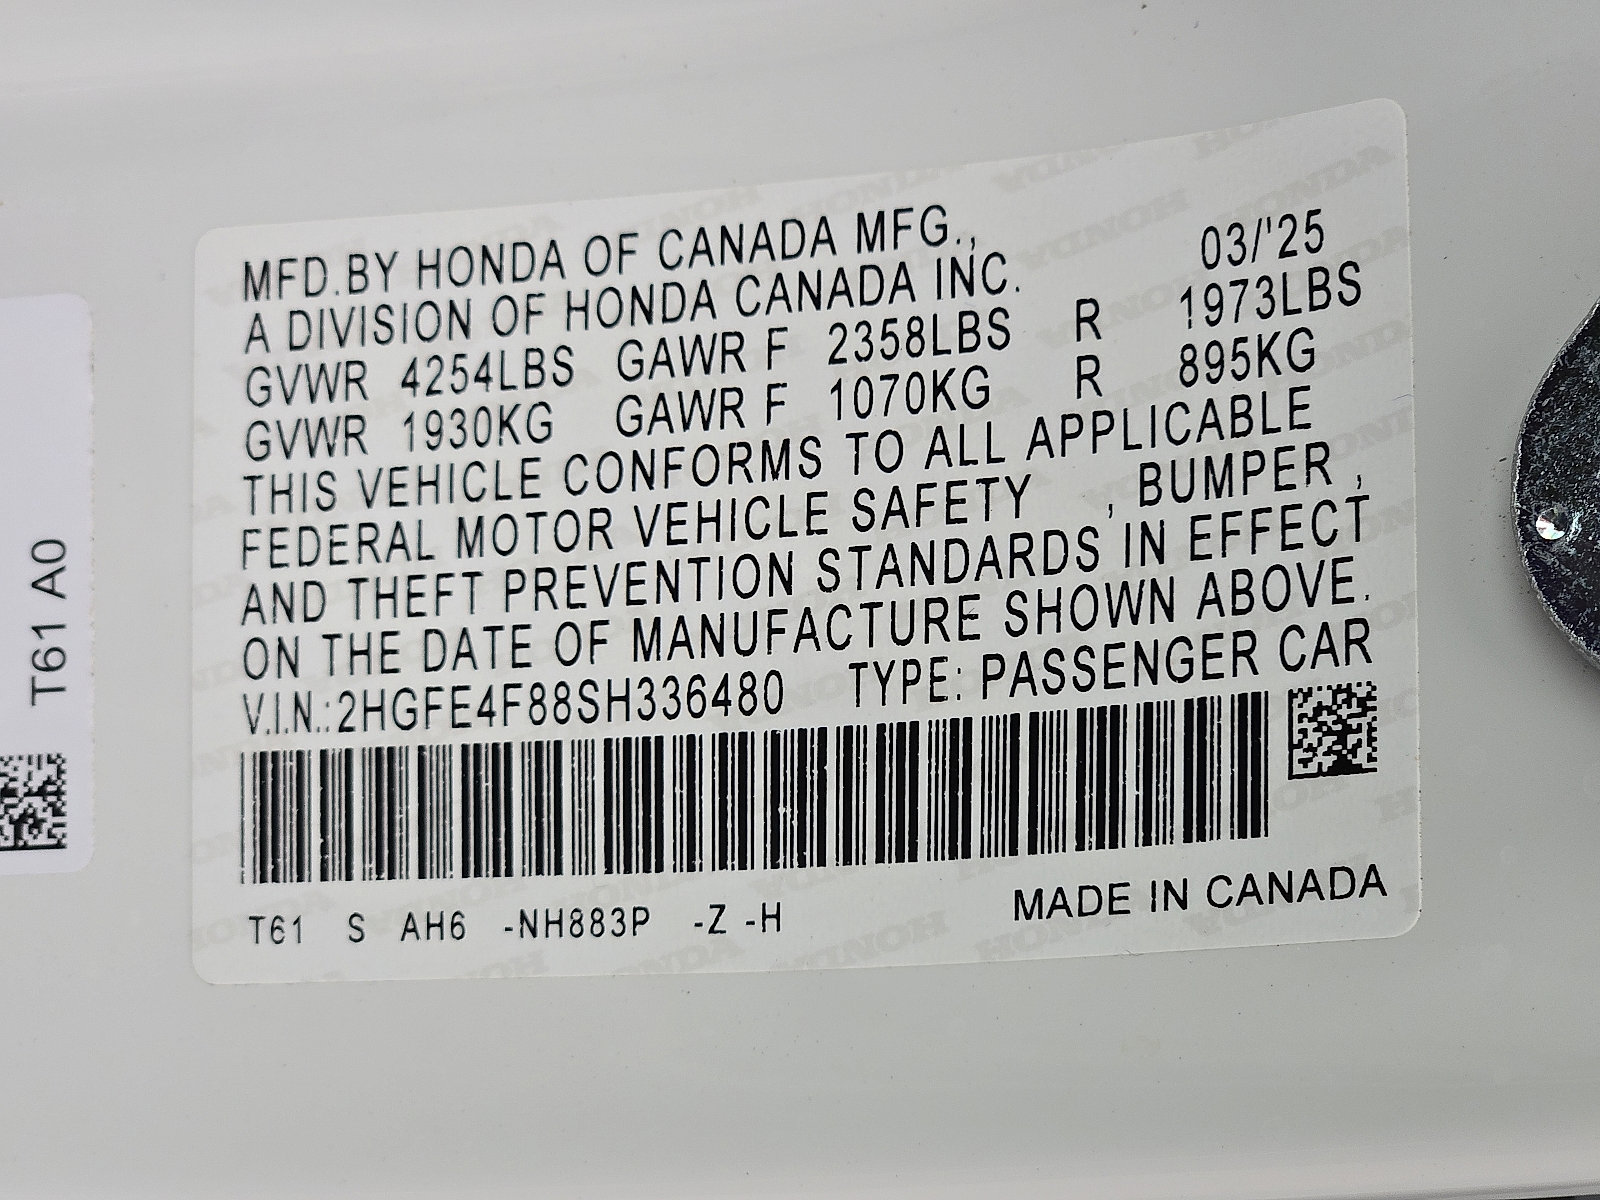 MFD.BY HONDA OF CANADA MFG., 03/'25
A DIVISION OF HONDA CANADA INC.
GVWR 4254LBS GAWR F 2358LBS R 1973LBS
GVWR 1930KG GAWR F 1070KG R 895KG
THIS VEHICLE CONFORMS TO ALL APPLICABLE
FEDERAL MOTOR VEHICLE SAFETY , BUMPER ,
AND THEFT PREVENTION STANDARDS IN EFFECT
ON THE DATE OF MANUFACTURE SHOWN ABOVE.
V.I.N.:2HGFE4F88SH336480 TYPE: PASSENGER CAR
T61 S AH6 -NH883P -Z -H MADE IN CANADA
T61 A0